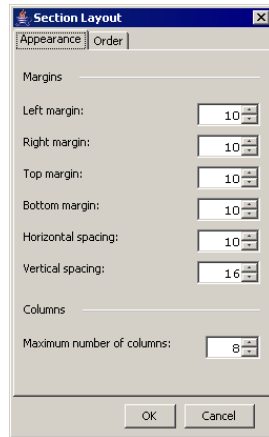 Section Layout
Appearance Order
Margins
Left margin: 10
Right margin: 10
Top margin: 10
Bottom margin: 10
Horizontal spacing: 10
Vertical spacing: 16
Columns
Maximum number of columns: 8
OK Cancel